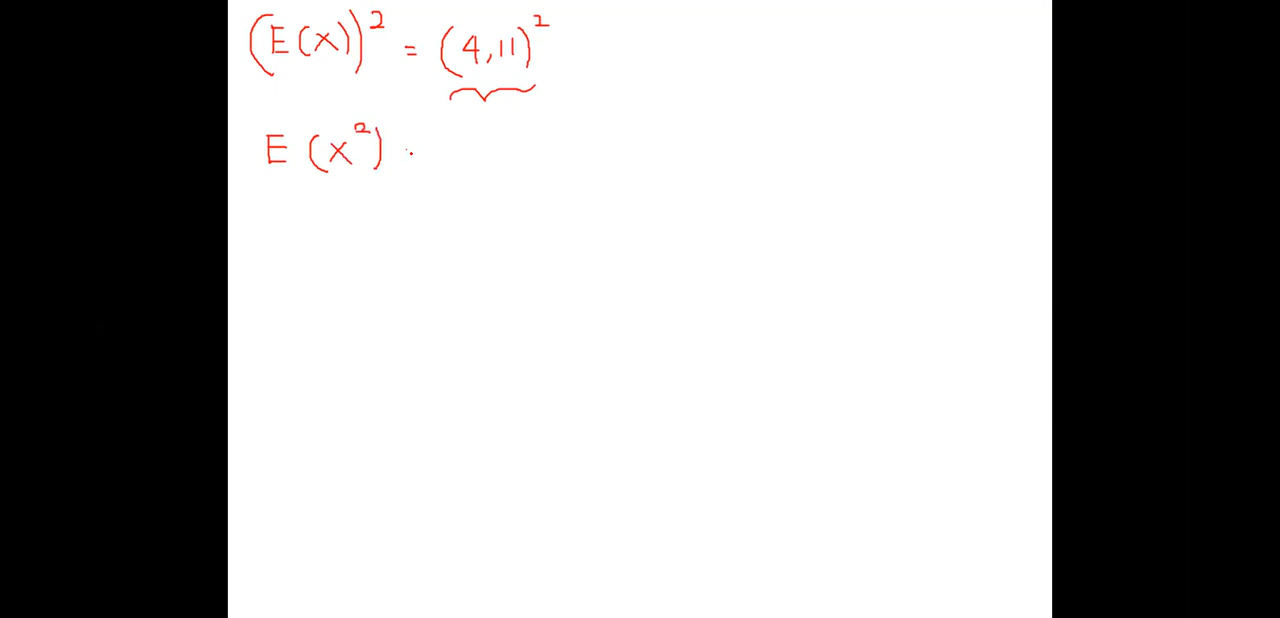 (E(x))² = (4,11)²
E(x²)